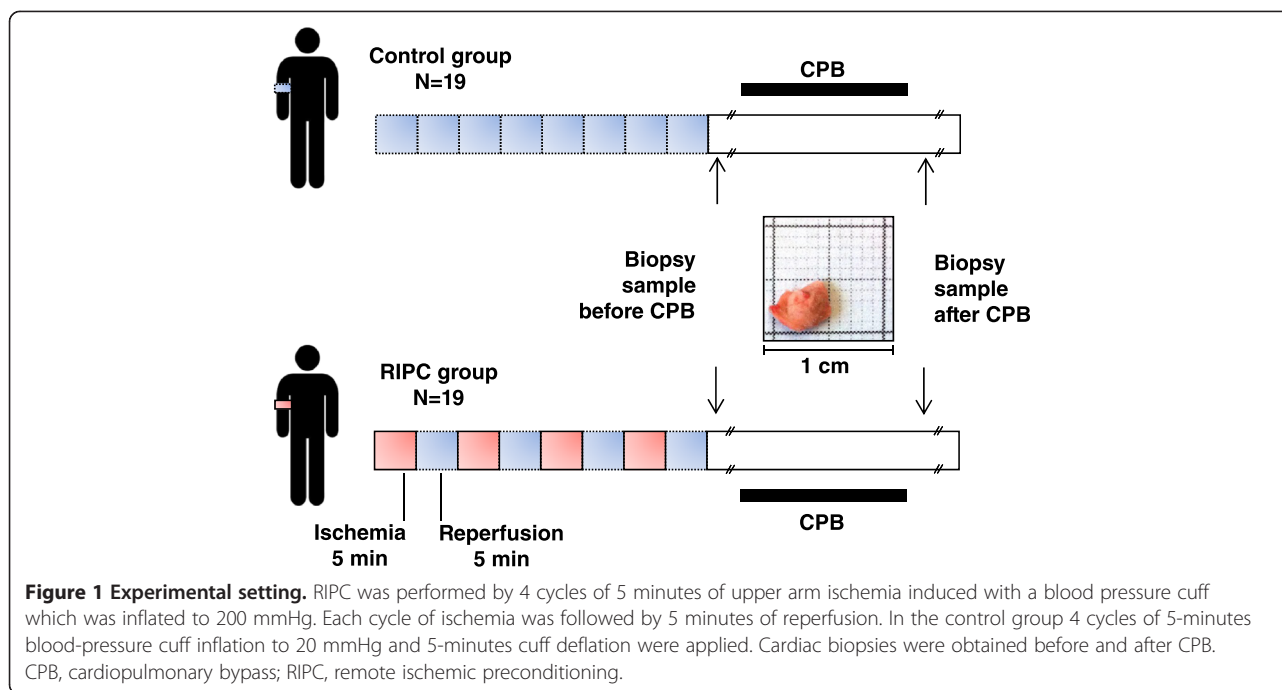 Control group
N=19
CPB
Biopsy
sample
before CPB
Biopsy
sample
after CPB
1 cm
RIPC group
N=19
Ischemia
5 min
Reperfusion
5 min
CPB
Figure 1 Experimental setting. RIPC was performed by 4 cycles of 5 minutes of upper arm ischemia induced with a blood pressure cuff
which was inflated to 200 mmHg. Each cycle of ischemia was followed by 5 minutes of reperfusion. In the control group 4 cycles of 5-minutes
blood-pressure cuff inflation to 20 mmHg and 5-minutes cuff deflation were applied. Cardiac biopsies were obtained before and after CPB.
CPB, cardiopulmonary bypass; RIPC, remote ischemic preconditioning.